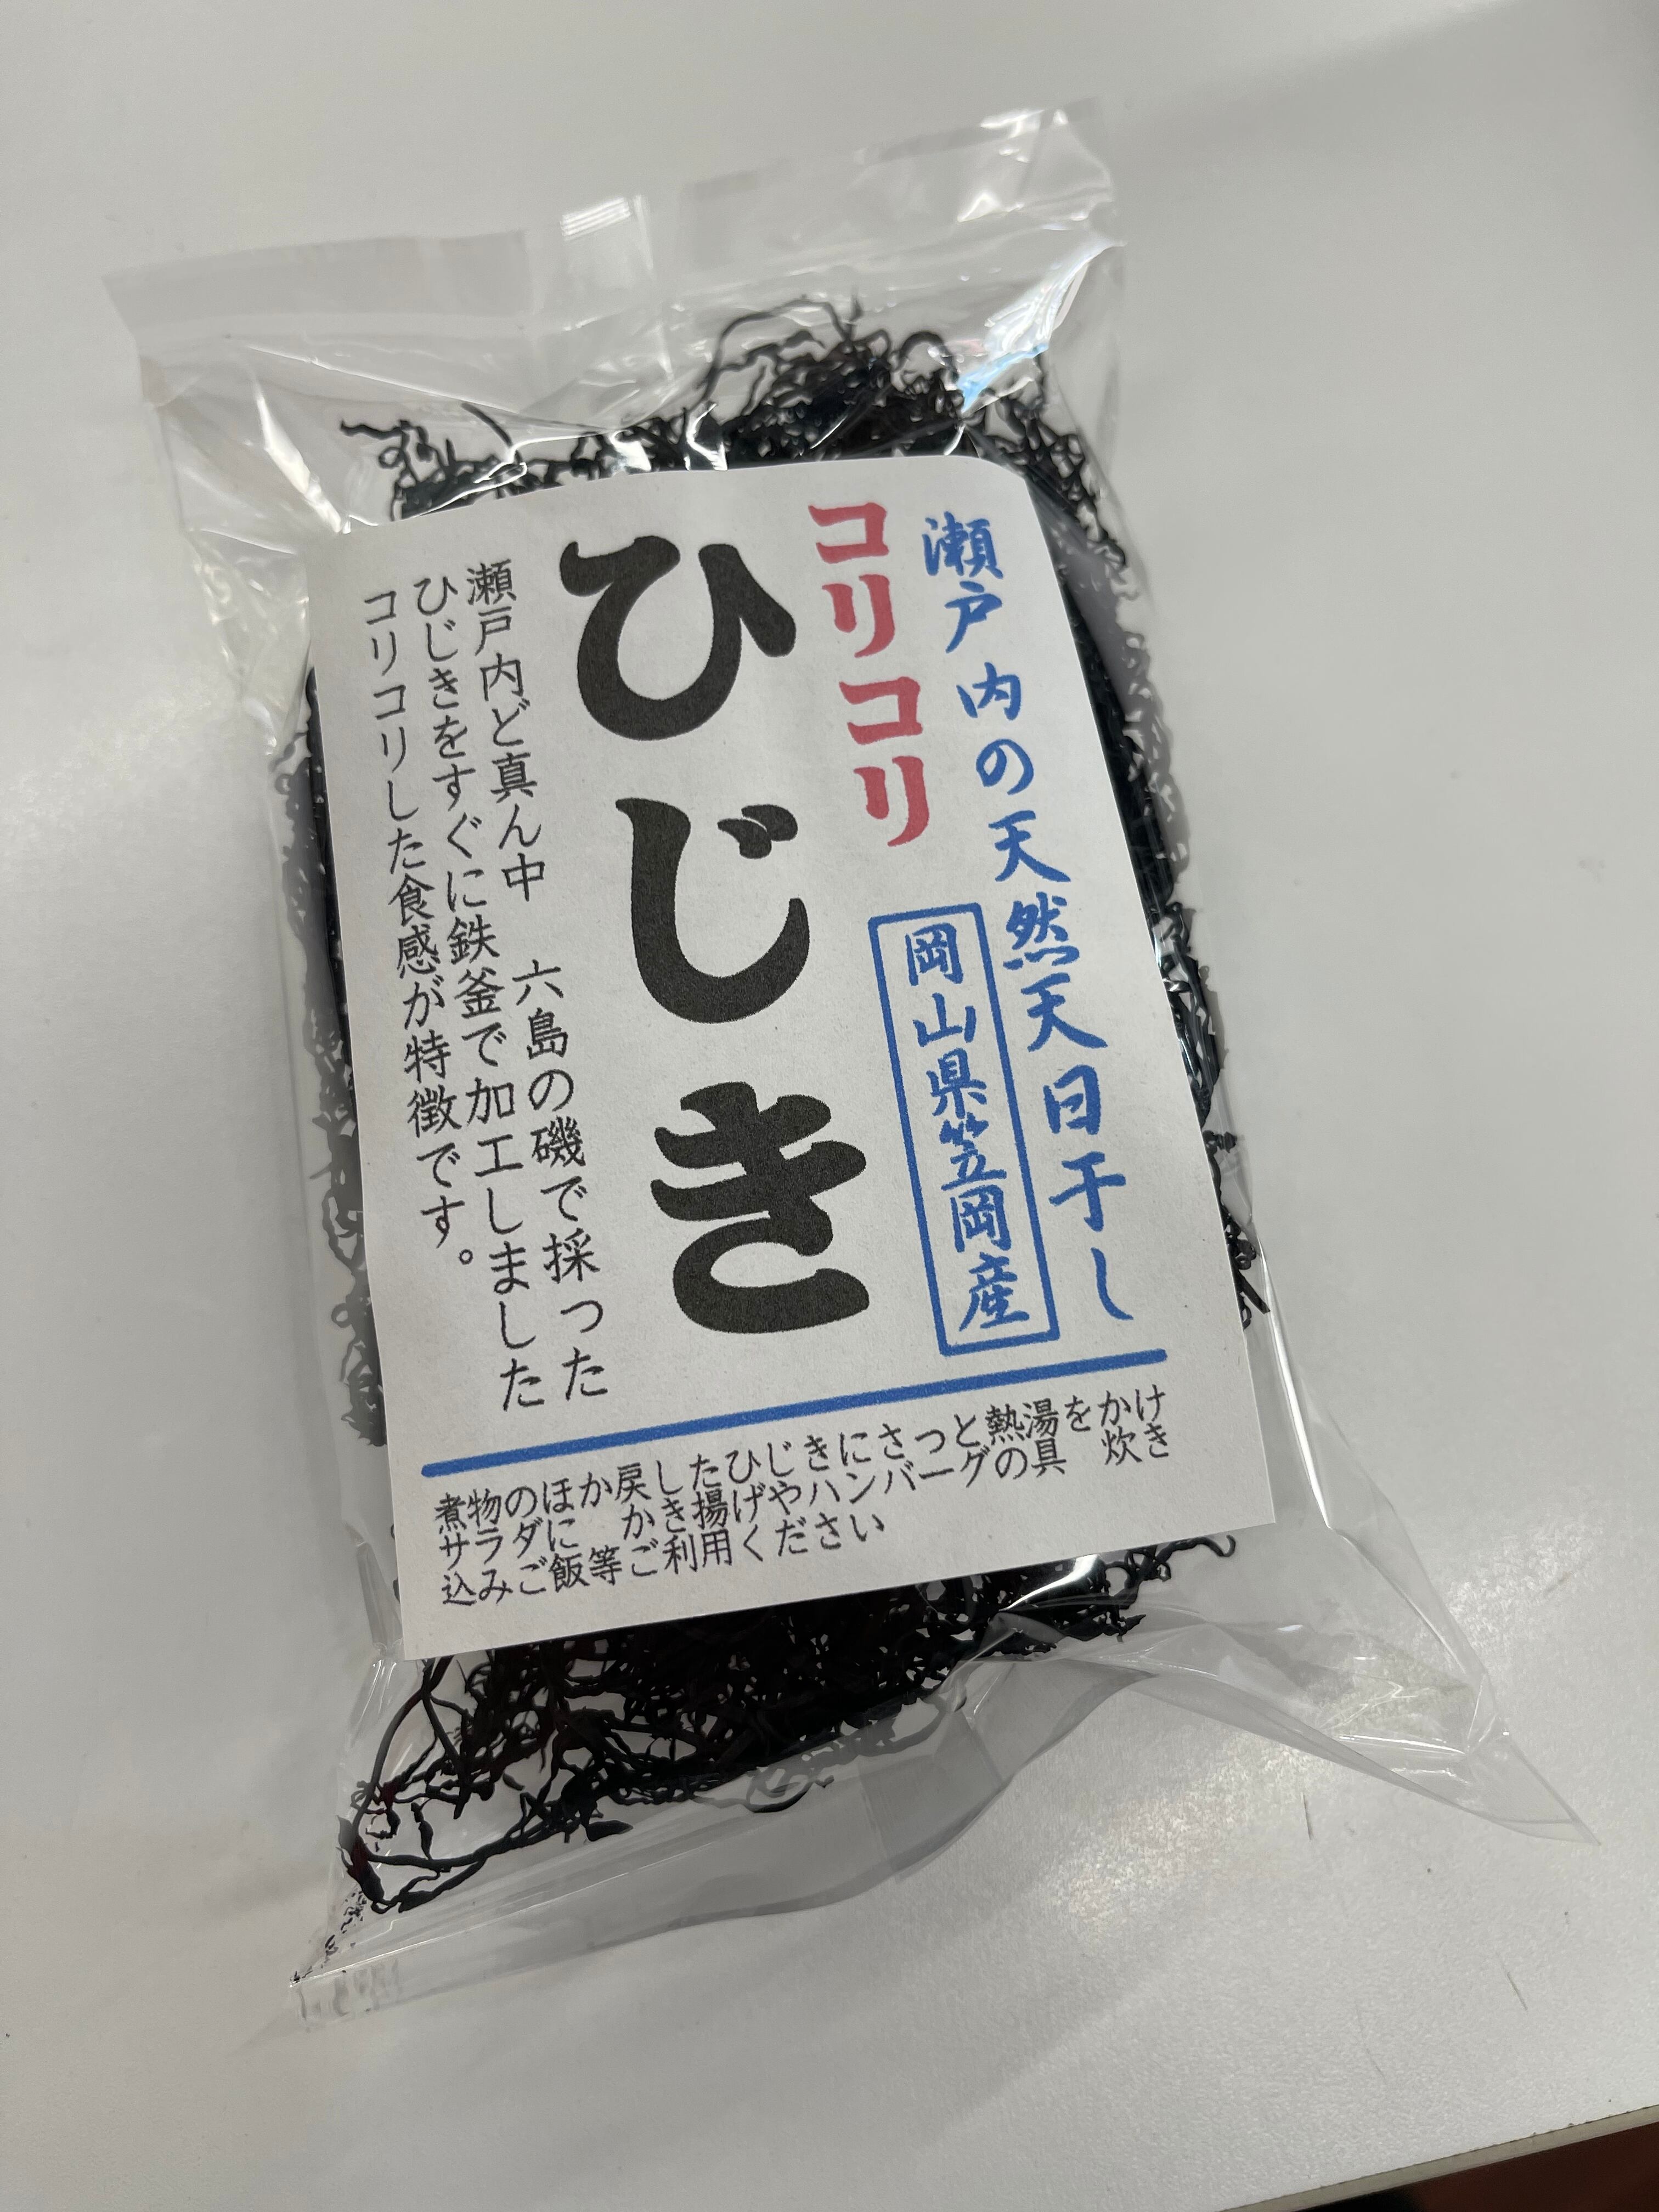 瀬戸内の天然天日干し
コリコリ
岡山県笠岡産
ひじき
瀬戸内ど真ん中　六島の磯で採った
ひじきをすぐに鉄釜で加工しました
コリコリした食感が特徴です。
煮物のほか戻したひじきにさっと熱湯をかけ
サラダに　かき揚げやハンバーグの具　炊き
込みご飯等ご利用ください